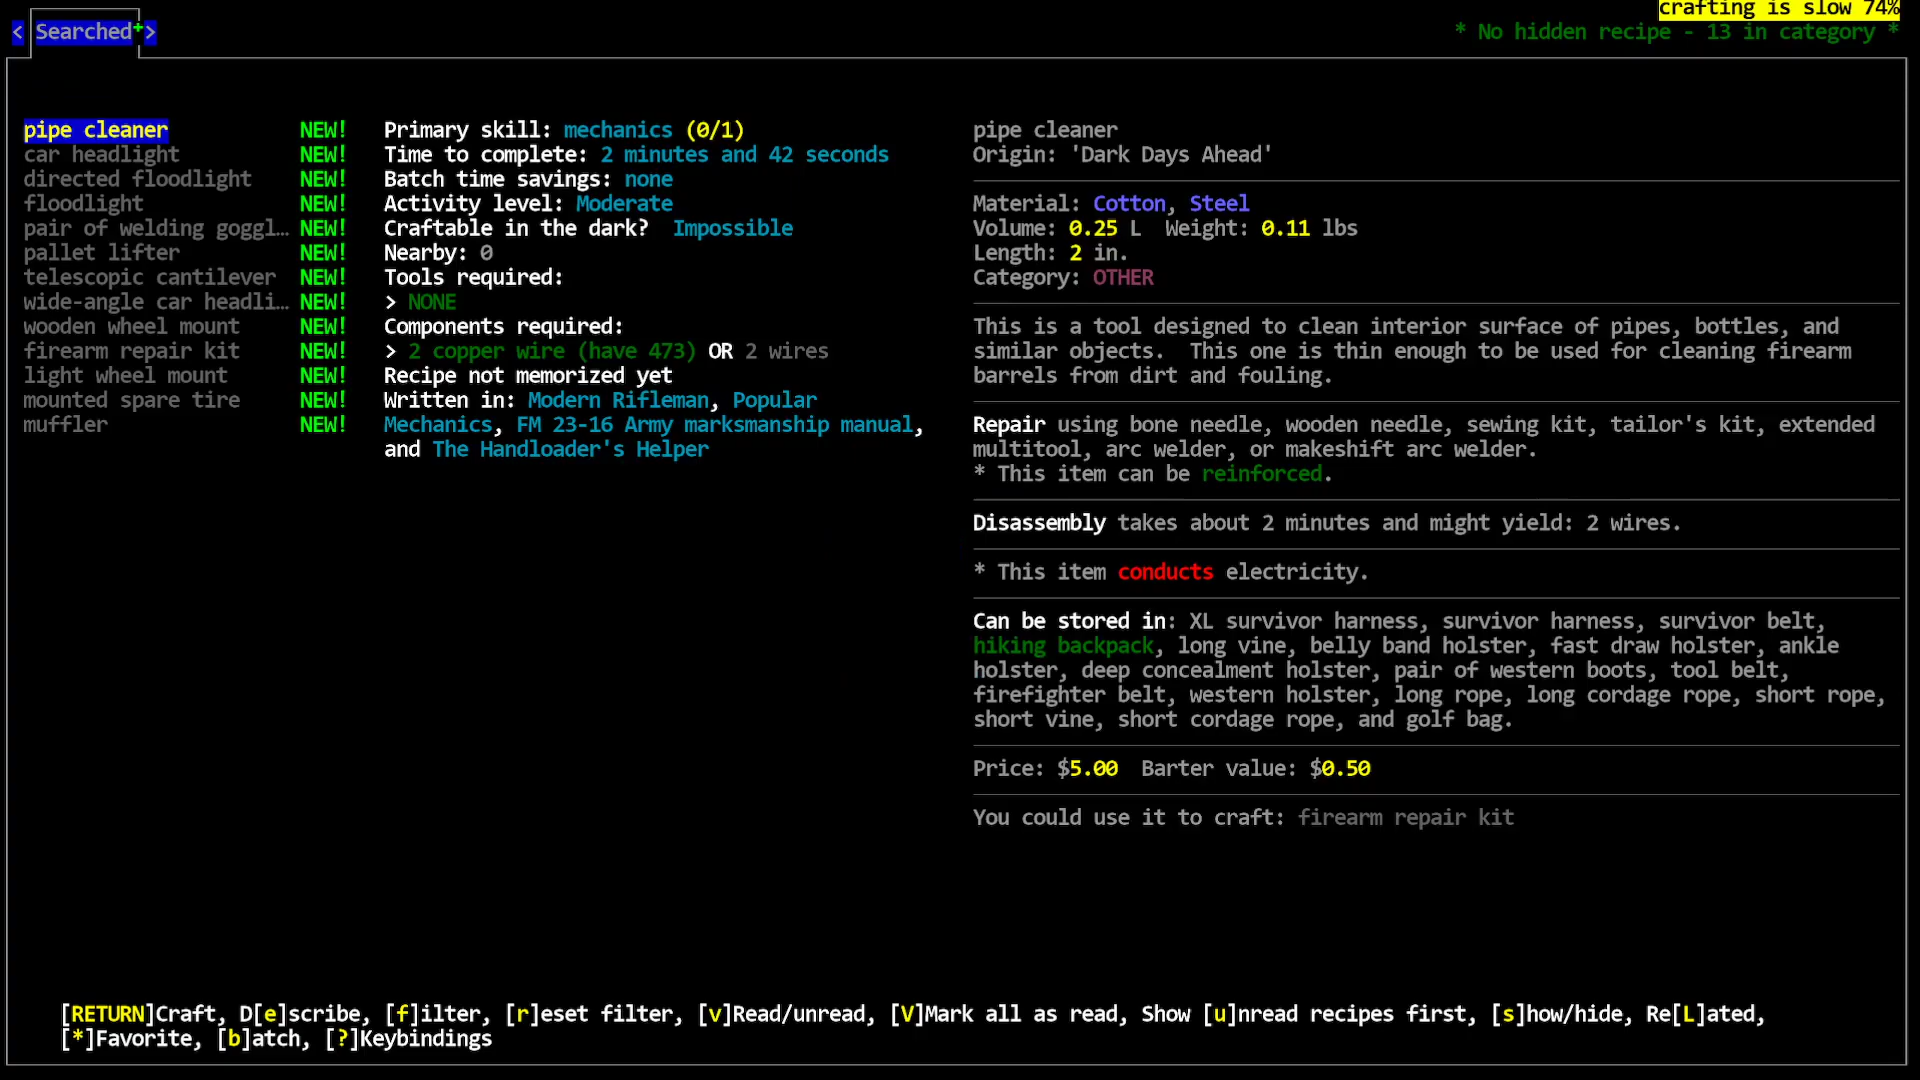 crafting is slow 74%
< Searched+ >
* No hidden recipe - 13 in category *
pipe cleaner NEW!
car headlight NEW!
directed floodlight NEW!
floodlight NEW!
pair of welding goggl… NEW!
pallet lifter NEW!
telescopic cantilever NEW!
wide-angle car headli… NEW!
wooden wheel mount NEW!
firearm repair kit NEW!
light wheel mount NEW!
mounted spare tire NEW!
muffler NEW!
Primary skill: mechanics (0/1)
Time to complete: 2 minutes and 42 seconds
Batch time savings: none
Activity level: Moderate
Craftable in the dark? Impossible
Nearby: 0
Tools required:
> NONE
Components required:
> 2 copper wire (have 473) OR 2 wires
Recipe not memorized yet
Written in: Modern Rifleman, Popular
Mechanics, FM 23-16 Army marksmanship manual,
and The Handloader's Helper
pipe cleaner
Origin: 'Dark Days Ahead'
Material: Cotton, Steel
Volume: 0.25 L Weight: 0.11 lbs
Length: 2 in.
Category: OTHER
This is a tool designed to clean interior surface of pipes, bottles, and
similar objects. This one is thin enough to be used for cleaning firearm
barrels from dirt and fouling.
Repair using bone needle, wooden needle, sewing kit, tailor's kit, extended
multitool, arc welder, or makeshift arc welder.
* This item can be reinforced.
Disassembly takes about 2 minutes and might yield: 2 wires.
* This item conducts electricity.
Can be stored in: XL survivor harness, survivor harness, survivor belt,
hiking backpack, long vine, belly band holster, fast draw holster, ankle
holster, deep concealment holster, pair of western boots, tool belt,
firefighter belt, western holster, long rope, long cordage rope, short rope,
short vine, short cordage rope, and golf bag.
Price: $5.00 Barter value: $0.50
You could use it to craft: firearm repair kit
[RETURN]Craft, D[e]scribe, [f]ilter, [r]eset filter, [v]Read/unread, [V]Mark all as read, Show [u]nread recipes first, [s]how/hide, Re[L]ated,
[*]Favorite, [b]atch, [?]Keybindings